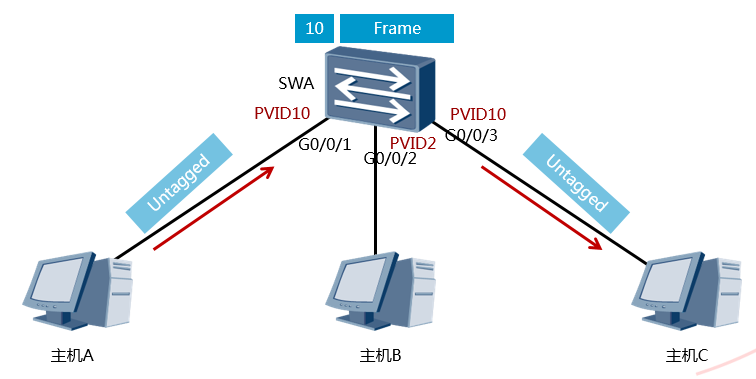 10 Frame
SWA
PVID10
PVID10
G0/0/1
PVID2
G0/0/3
G0/0/2
Untagged
Untagged
主机A
主机B
主机C